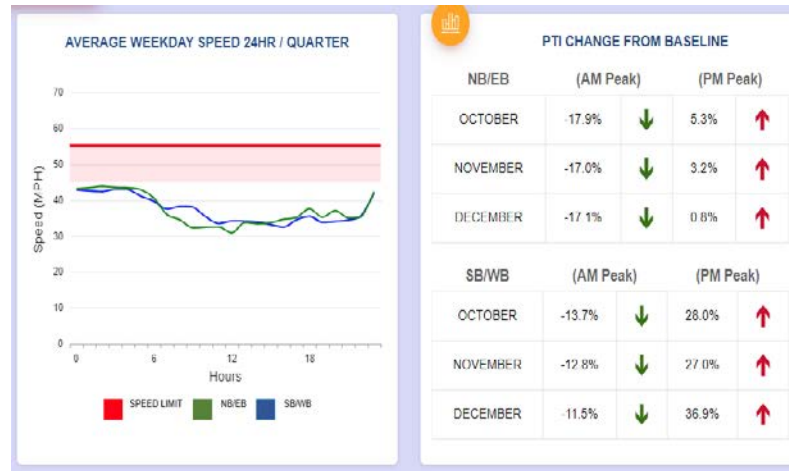 AVERAGE WEEKDAY SPEED 24HR / QUARTER
70
60
50
40
30
20
10
0
Speed (MPH)
0 6 12 18
Hours
SPEED LIMIT NB/EB SB/WB
PTI CHANGE FROM BASELINE
NB/EB (AM Peak) (PM Peak)
OCTOBER -17.9% 5.3%
NOVEMBER -17.0% 3.2%
DECEMBER -17.1% 0.8%
SB/WB (AM Peak) (PM Peak)
OCTOBER -13.7% 28.0%
NOVEMBER -12.8% 27.0%
DECEMBER -11.5% 36.9%